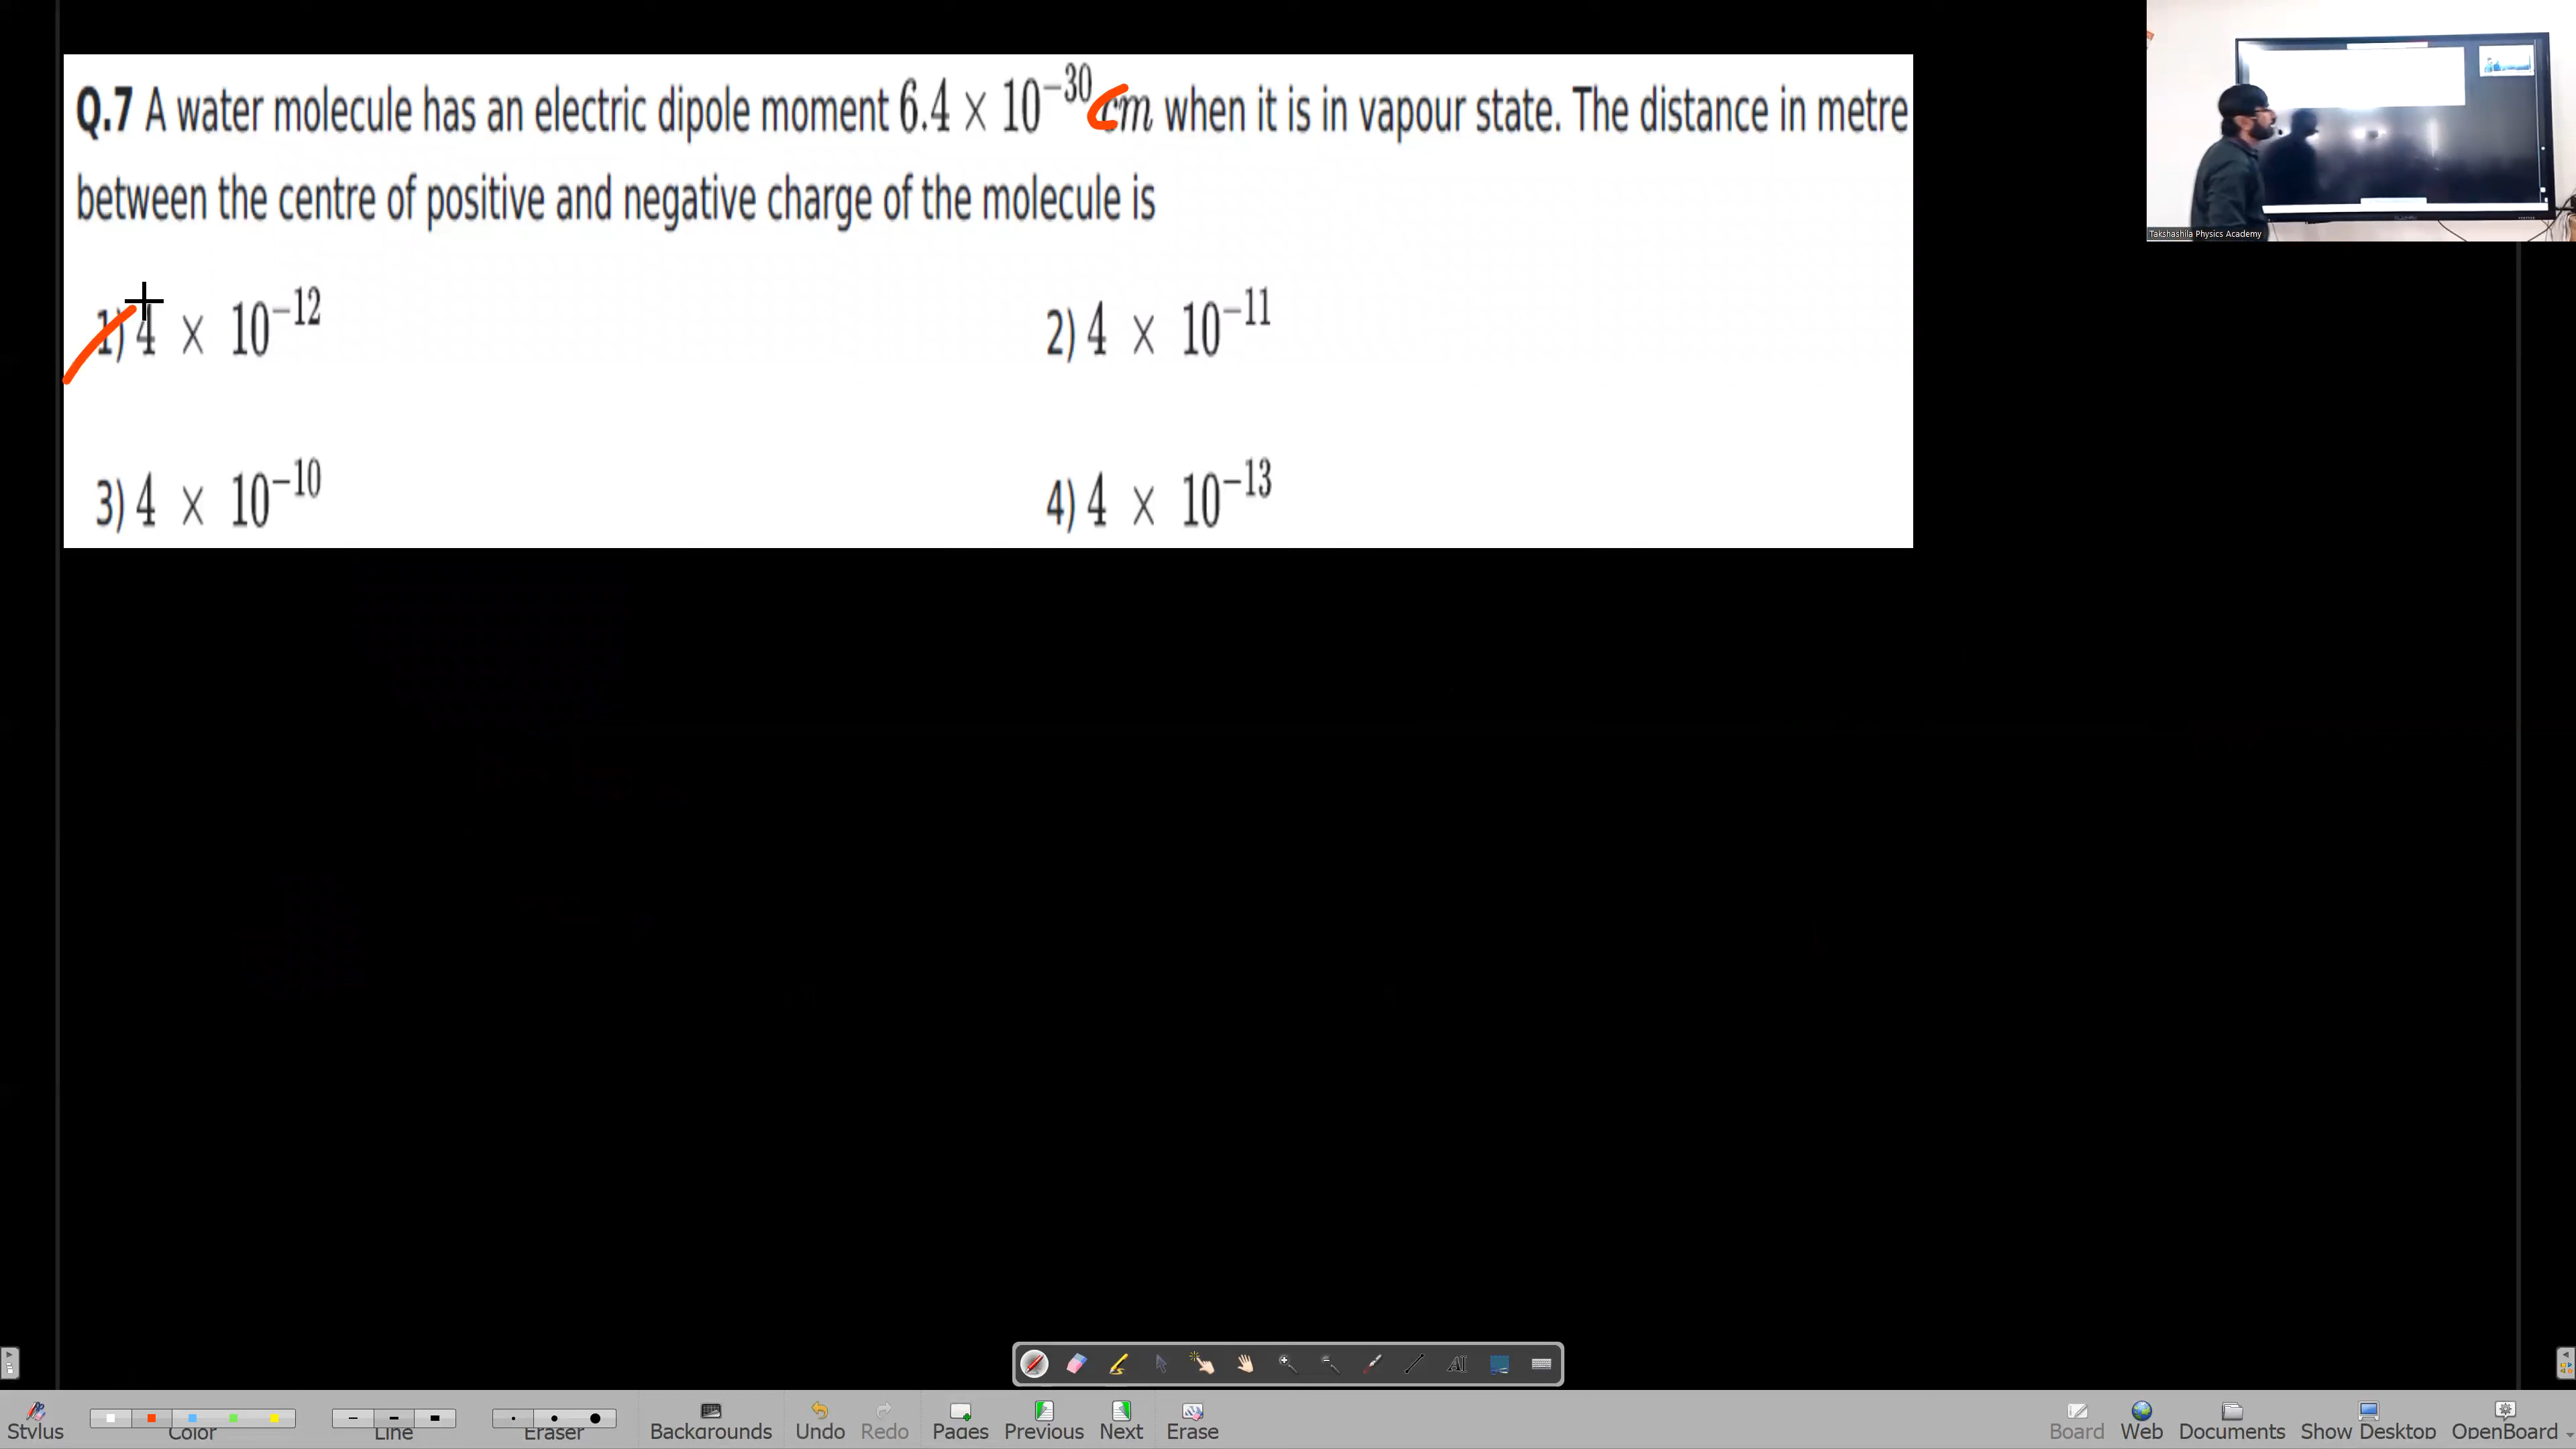 Q.7 A water molecule has an electric dipole moment 6.4 × 10⁻³⁰ cm when it is in vapour state. The distance in metre
between the centre of positive and negative charge of the molecule is
1) 4 × 10⁻¹²
2) 4 × 10⁻¹¹
3) 4 × 10⁻¹⁰
4) 4 × 10⁻¹³
Takshashila Physics Academy
Stylus
Color
Line
Eraser
Backgrounds
Undo
Redo
Pages
Previous
Next
Erase
Board
Web
Documents
Show Desktop
OpenBoard